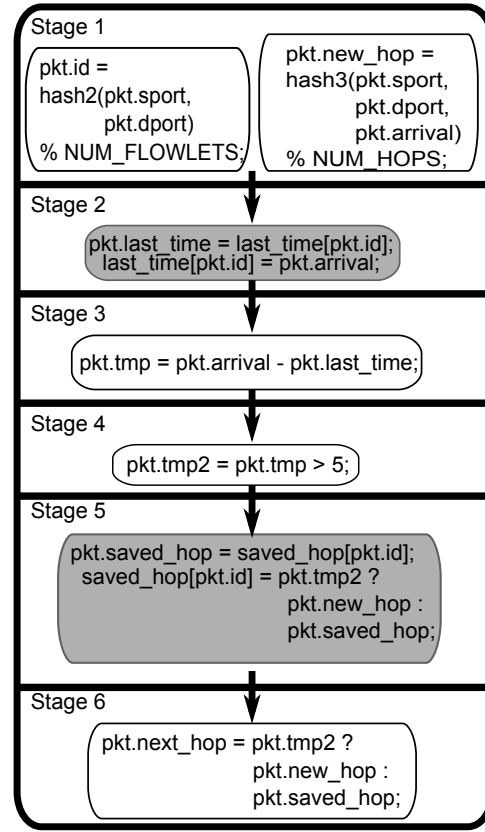 Stage 1
pkt.id =
hash2(pkt.sport,
pkt.dport)
% NUM_FLOWLETS;
pkt.new_hop =
hash3(pkt.sport,
pkt.dport,
pkt.arrival)
% NUM_HOPS;
Stage 2
pkt.last_time = last_time[pkt.id];
last_time[pkt.id] = pkt.arrival;
Stage 3
pkt.tmp = pkt.arrival - pkt.last_time;
Stage 4
pkt.tmp2 = pkt.tmp > 5;
Stage 5
pkt.saved_hop = saved_hop[pkt.id];
saved_hop[pkt.id] = pkt.tmp2 ?
pkt.new_hop :
pkt.saved_hop;
Stage 6
pkt.next_hop = pkt.tmp2 ?
pkt.new_hop :
pkt.saved_hop;